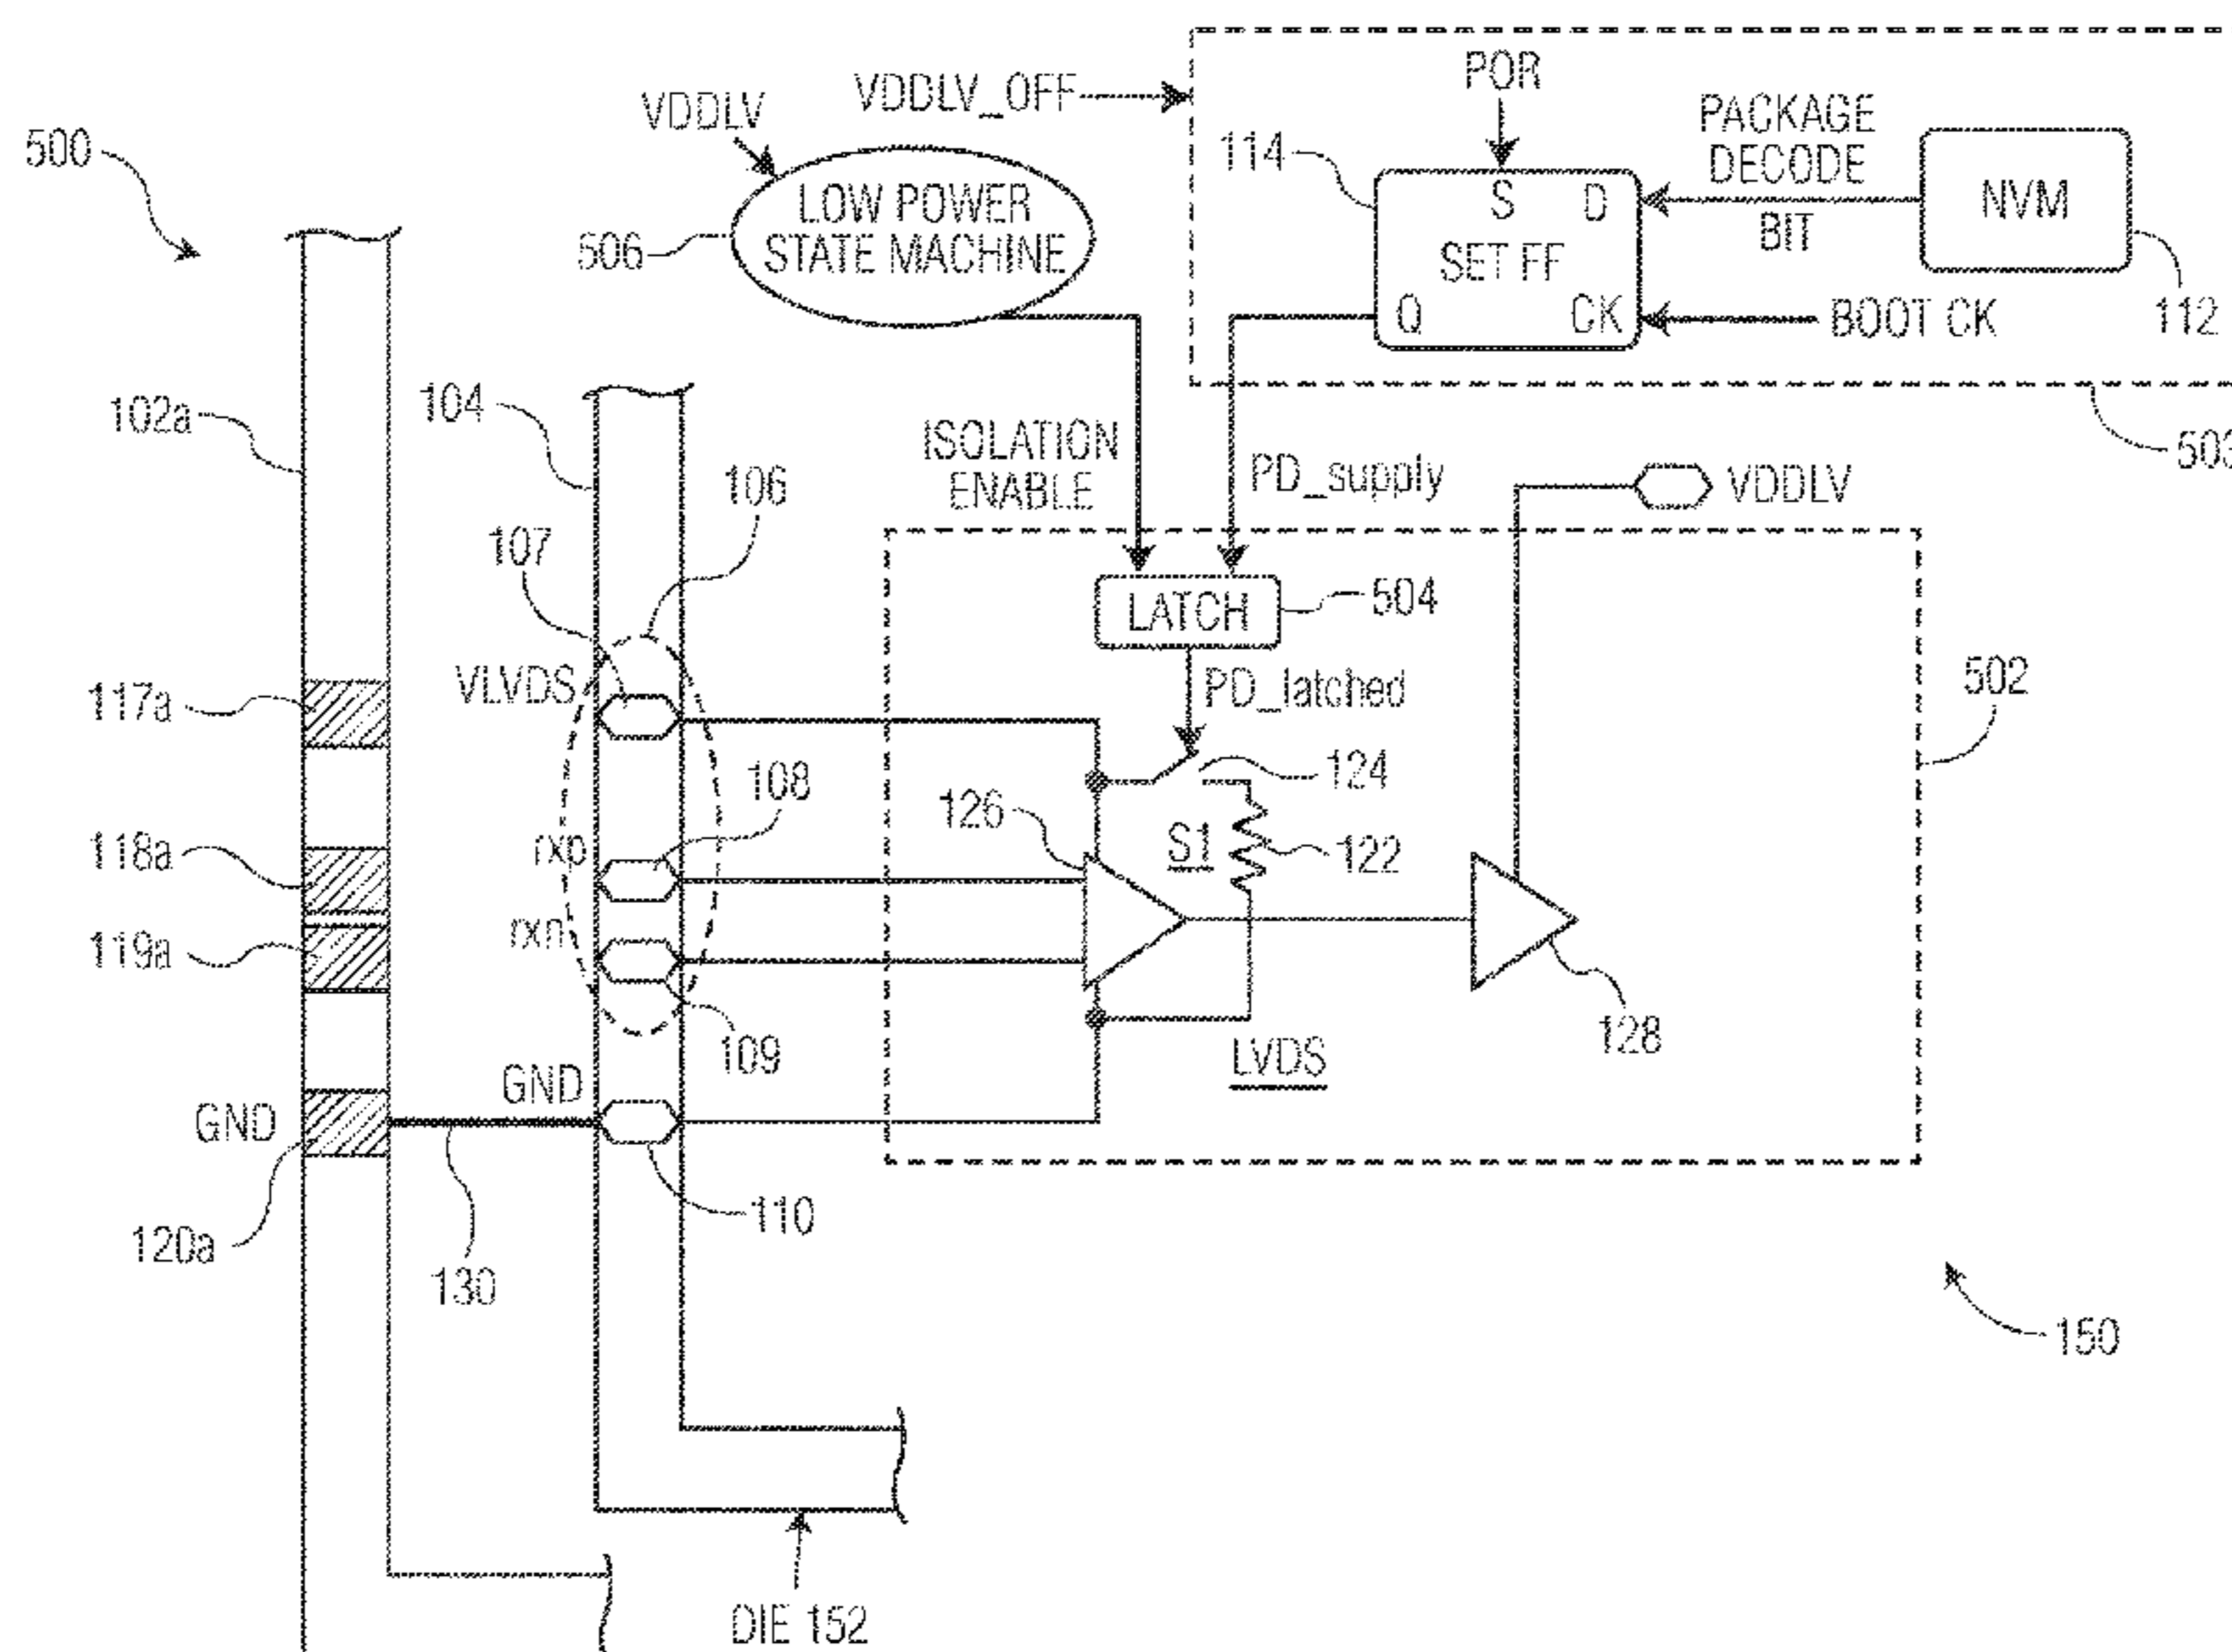 500
VDDLV
VDDLV_OFF
POR
114
PACKAGE
DECODE
BIT
S D
SET FF
Q CK
NVM
112
BOOT CK
LOW POWER
STATE MACHINE
506
102a
104
106
ISOLATION
ENABLE
PD_supply
503
VDDLV
107
LATCH
504
VLVDS
PD_latched
502
117a
124
108
126
S1
122
118a
rxp
119a
rxn
109
LVDS
128
GND
GND
110
120a
130
150
DIE 152